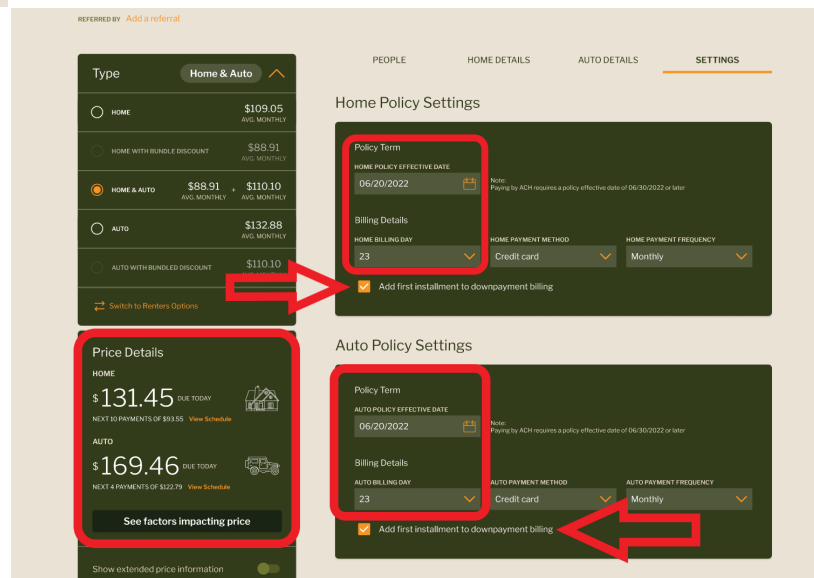 REFERRED BY Add a referral
PEOPLE HOME DETAILS AUTO DETAILS SETTINGS
Type Home & Auto
HOME $109.05
AVG. MONTHLY
HOME WITH BUNDLE DISCOUNT $88.91
AVG. MONTHLY
HOME & AUTO $88.91 + $110.10
AVG. MONTHLY AVG. MONTHLY
AUTO $132.88
AVG. MONTHLY
AUTO WITH BUNDLED DISCOUNT $110.10
AVG. MONTHLY
Switch to Renters Options
Price Details
HOME
$131.45 DUE TODAY
NEXT 10 PAYMENTS OF $93.55 View Schedule
AUTO
$169.46 DUE TODAY
NEXT 4 PAYMENTS OF $122.79 View Schedule
See factors impacting price
Show extended price information
Home Policy Settings
Policy Term
HOME POLICY EFFECTIVE DATE
06/20/2022
Note:
Paying by ACH requires a policy effective date of 06/30/2022 or later
Billing Details
HOME BILLING DAY HOME PAYMENT METHOD HOME PAYMENT FREQUENCY
23 Credit card Monthly
Add first installment to downpayment billing
Auto Policy Settings
Policy Term
AUTO POLICY EFFECTIVE DATE
06/20/2022
Note:
Paying by ACH requires a policy effective date of 06/30/2022 or later
Billing Details
AUTO BILLING DAY AUTO PAYMENT METHOD AUTO PAYMENT FREQUENCY
23 Credit card Monthly
Add first installment to downpayment billing